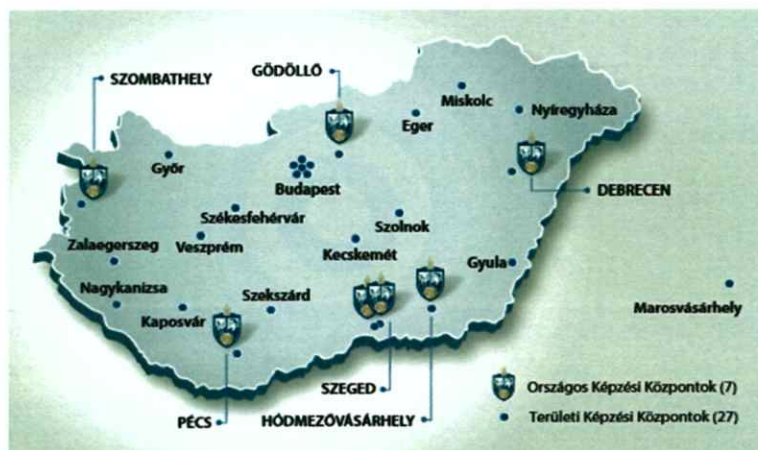 SZOMBATHELY
GÖDÖLLŐ
Miskolc
Nyíregyháza
Eger
Győr
Budapest
DEBRECEN
Székesfehérvár
Szolnok
Zalaegerszeg
Veszprém
Kecskemét
Gyula
Nagykanizsa
Szekszárd
Kaposvár
Marosvásárhely
SZEGED
Országos Képzési Központok (7)
PÉCS
HÓDMEZŐVÁSÁRHELY
Területi Képzési Központok (27)